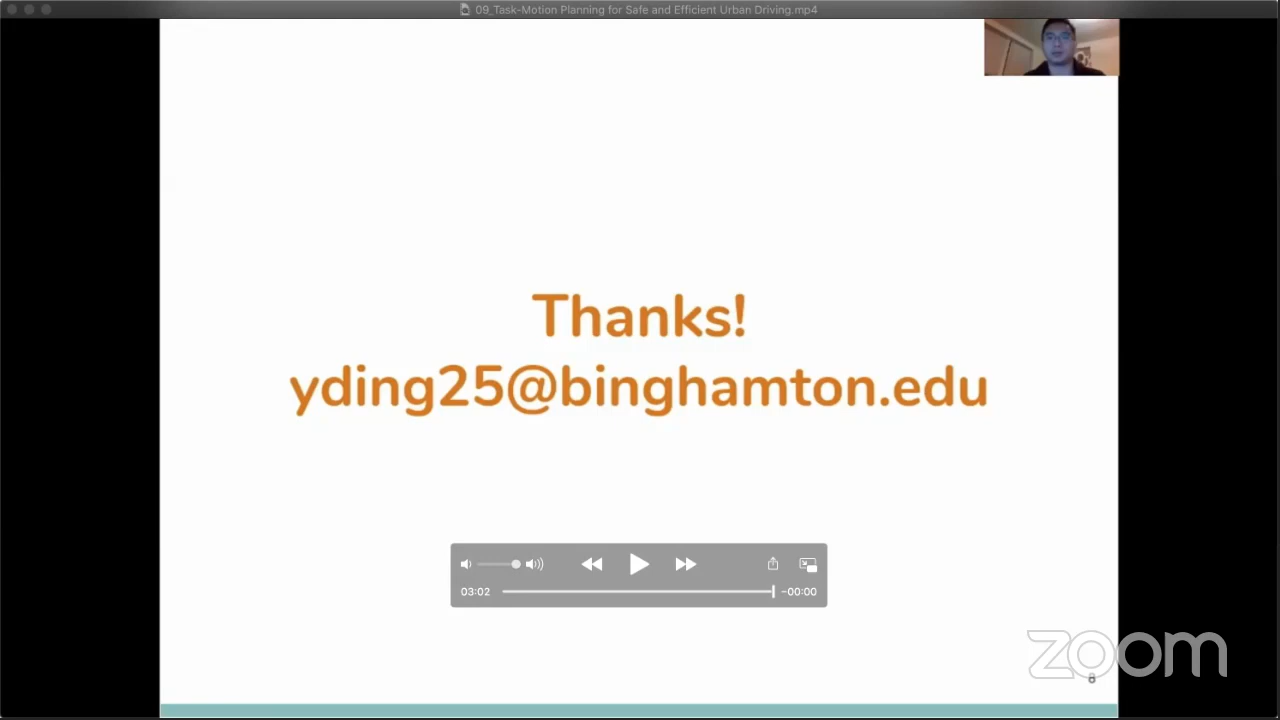 09_Task-Motion Planning for Safe and Efficient Urban Driving.mp4
Thanks!
yding25@binghamton.edu
03:02
-00:00
zoom
8